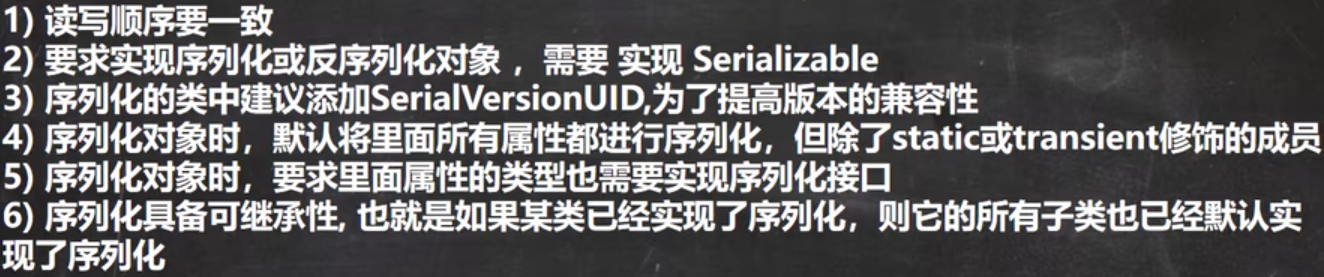 1) 读写顺序要一致
2) 要求实现序列化或反序列化对象 ，需要 实现 Serializable
3) 序列化的类中建议添加SerialVersionUID,为了提高版本的兼容性
4) 序列化对象时，默认将里面所有属性都进行序列化，但除了static或transient修饰的成员
5) 序列化对象时，要求里面属性的类型也需要实现序列化接口
6) 序列化具备可继承性, 也就是如果某类已经实现了序列化，则它的所有子类也已经默认实
现了序列化